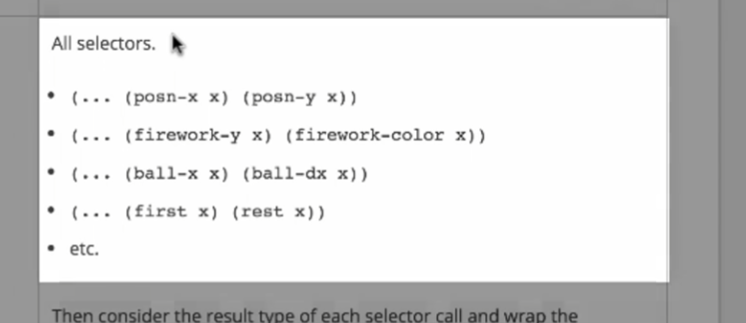 All selectors.
• (... (posn-x x) (posn-y x))
• (... (firework-y x) (firework-color x))
• (... (ball-x x) (ball-dx x))
• (... (first x) (rest x))
• etc.
Then consider the result type of each selector call and wrap the